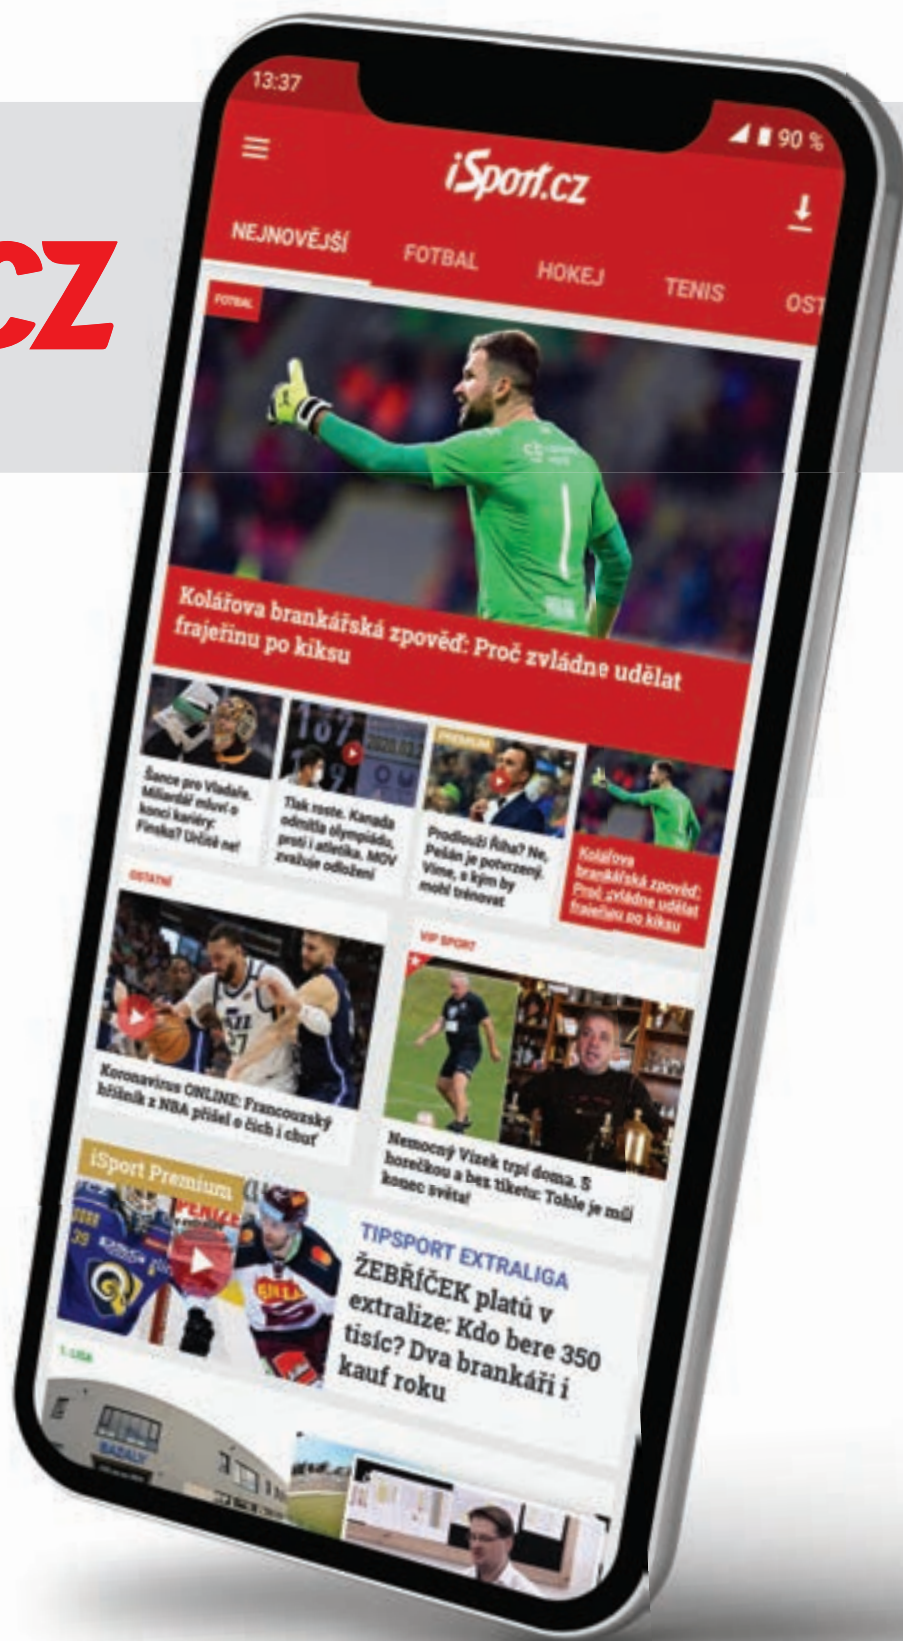 CZ
13:37
90 %
iSport.cz
NEJNOVĚJŠÍ
FOTBAL
HOKEJ
TENIS
OST
FOTBAL
1
Kolářova brankářská zpověď: Proč zvládne udělat
frajeřinu po kiksu
Šance pro Vladaře.
Miliardář mluví o
konci kariéry:
Finsko? Určitě ne!
Tlak roste. Kanada
odmítla olympiádu,
proti i atletika. MOV
zvažuje odložení
PREMIUM
Prodlouží Říha? Ne,
Pešán je potvrzený.
Víme, s kým by
mohl trénovat
Kolářova
brankářská zpověď:
Proč zvládne udělat
frajeřinu po kiksu
OSTATNÍ
Koronavirus ONLINE: Francouzský
hříšník z NBA přišel o čich i chuť
VIP SPORT
Nemocný Vízek trpí doma. S
horečkou a bez tiketu: Tohle je můj
konec světa!
iSport Premium
PENÍZE
39
TIPSPORT EXTRALIGA
ŽEBŘÍČEK platů v
extralize: Kdo bere 350
tisíc? Dva brankáři i
kauf roku
1. LIGA
BAZALY